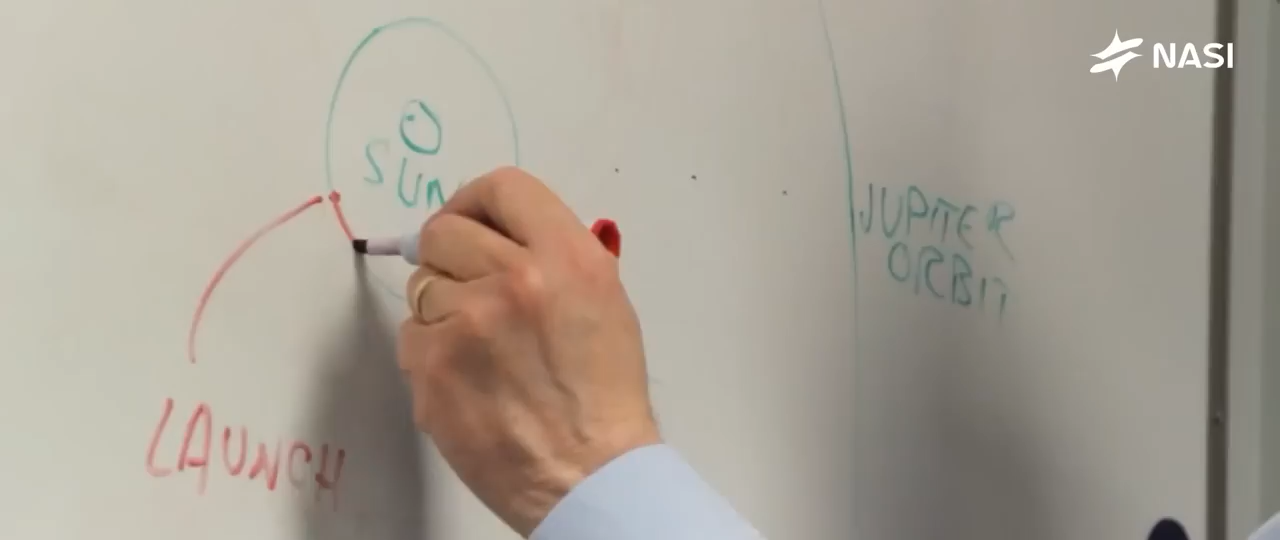 NASI
SUN
JUPITER
ORBIT
LAUNCH